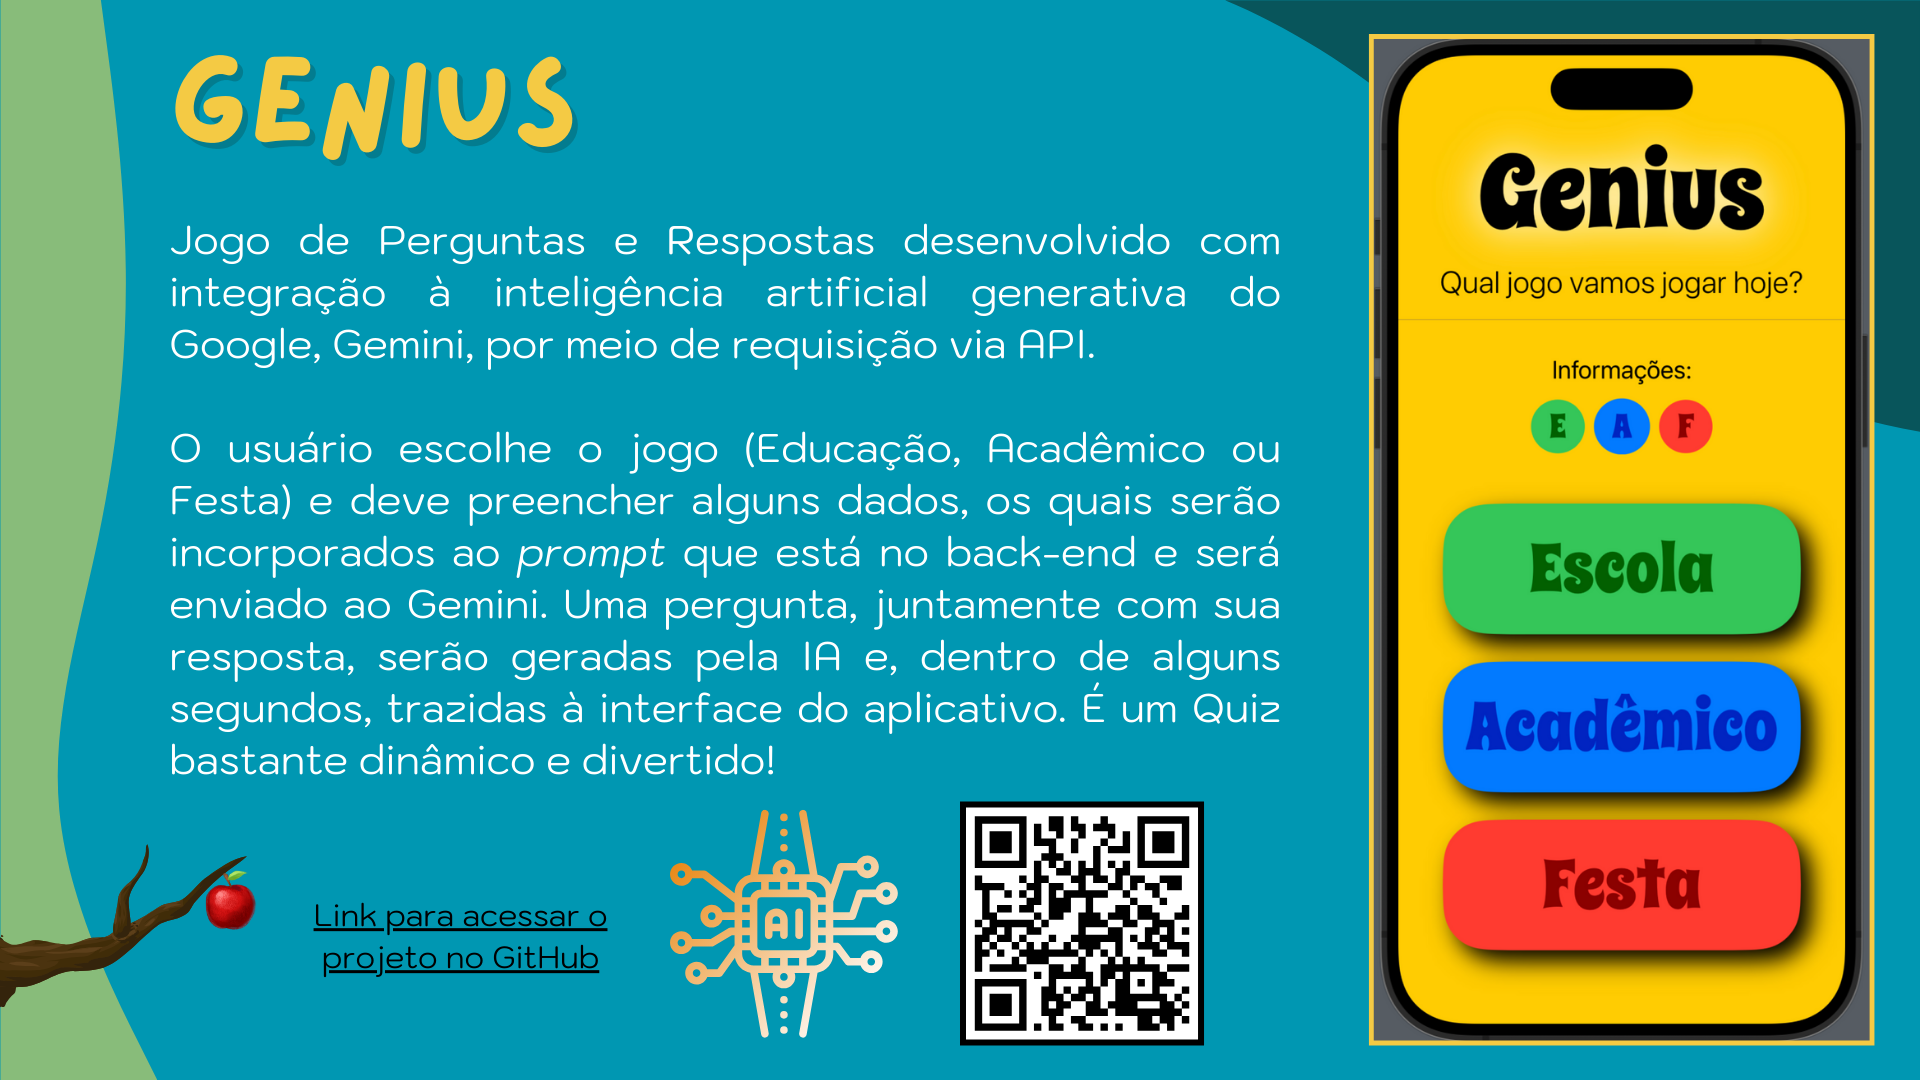 GENIUS
Jogo de Perguntas e Respostas desenvolvido com
integração à inteligência artificial generativa do
Google, Gemini, por meio de requisição via API.
O usuário escolhe o jogo (Educação, Acadêmico ou
Festa) e deve preencher alguns dados, os quais serão
incorporados ao prompt que está no back-end e será
enviado ao Gemini. Uma pergunta, juntamente com sua
resposta, serão geradas pela IA e, dentro de alguns
segundos, trazidas à interface do aplicativo. É um Quiz
bastante dinâmico e divertido!
Link para acessar o
projeto no GitHub
AI
Genius
Qual jogo vamos jogar hoje?
Informações:
E A F
Escola
Acadêmico
Festa